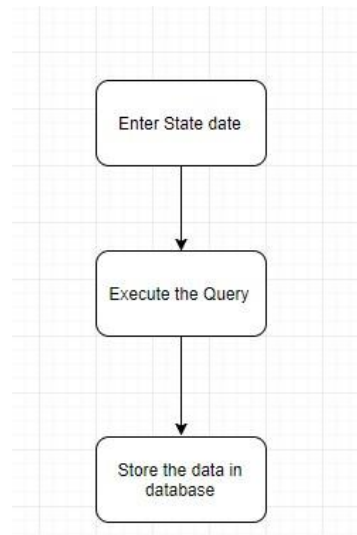 Enter State date
Execute the Query
Store the data in
database